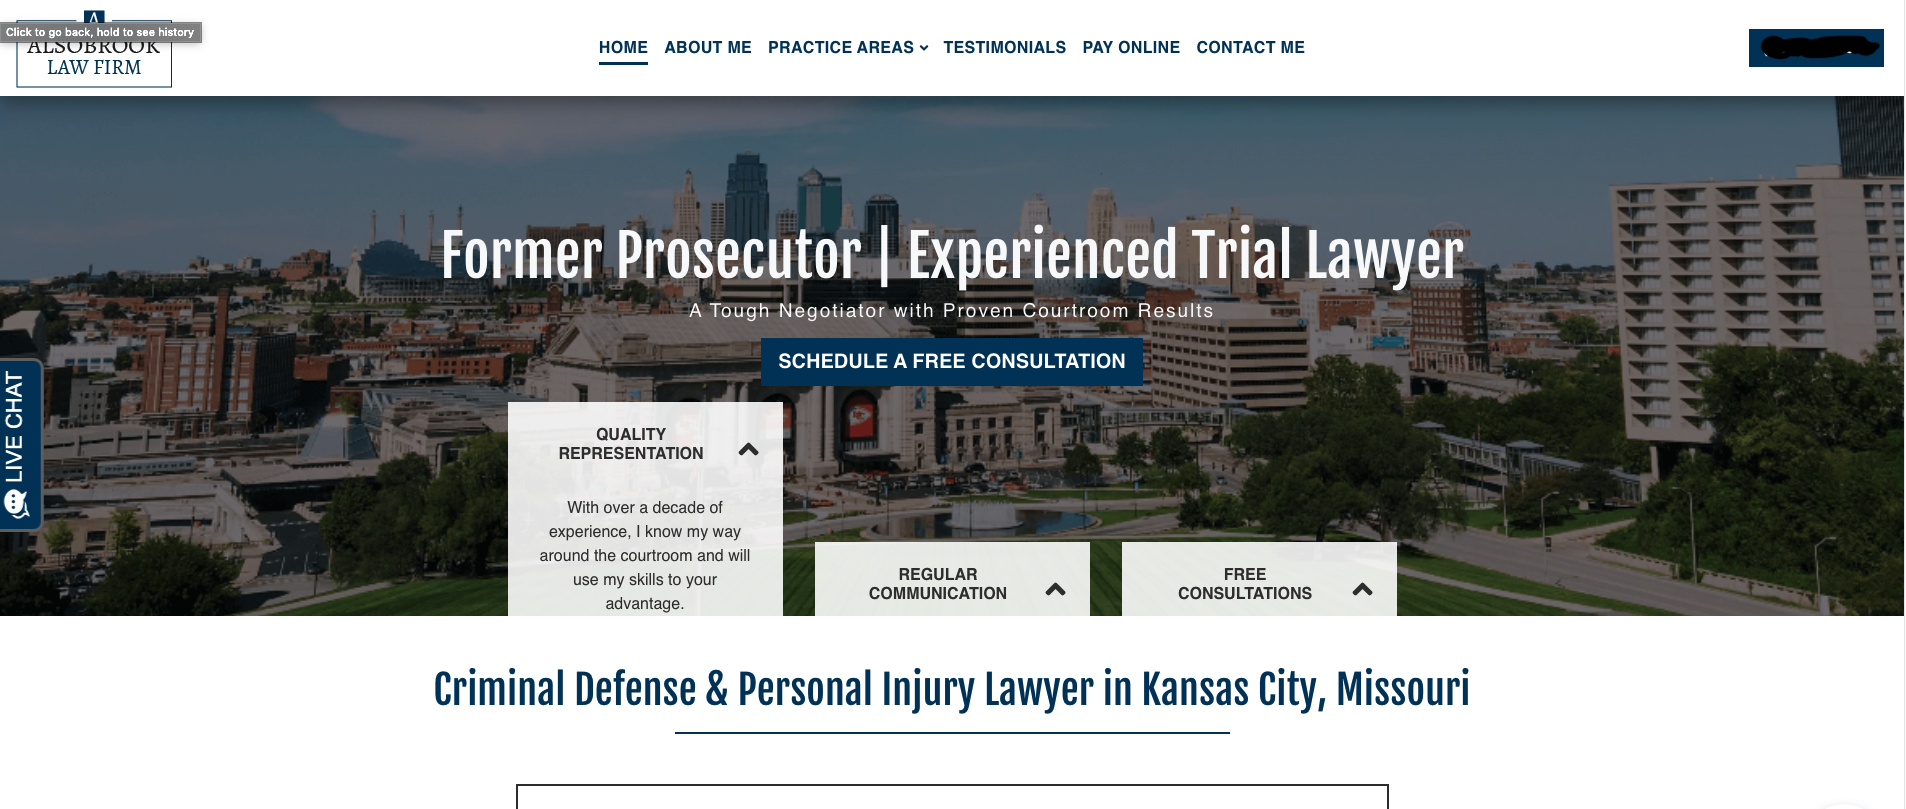 A
Click to go back, hold to see history
ALSOBROOK
LAW FIRM
HOME ABOUT ME PRACTICE AREAS TESTIMONIALS PAY ONLINE CONTACT ME
WESTERN
Former Prosecutor | Experienced Trial Lawyer
A Tough Negotiator with Proven Courtroom Results
SCHEDULE A FREE CONSULTATION
LIVE CHAT
QUALITY
REPRESENTATION
With over a decade of
experience, I know my way
around the courtroom and will
use my skills to your
advantage.
REGULAR
COMMUNICATION
FREE
CONSULTATIONS
Criminal Defense & Personal Injury Lawyer in Kansas City, Missouri